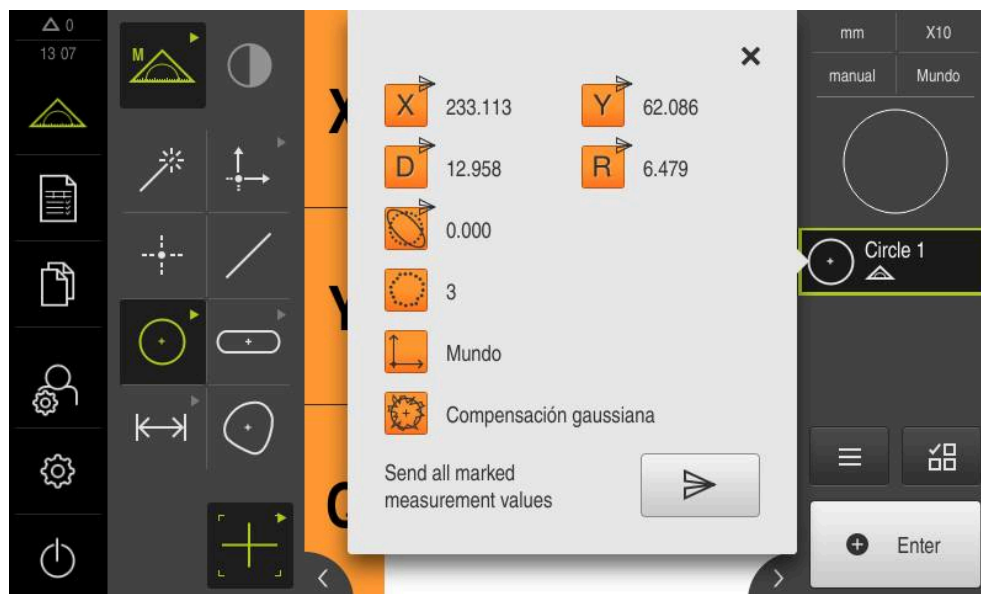 0
13 07
M
X
Y
X 233.113
Y 62.086
D 12.958
R 6.479
0.000
3
Mundo
Compensación gaussiana
Send all marked
measurement values
mm
X10
manual
Mundo
Circle 1
Enter